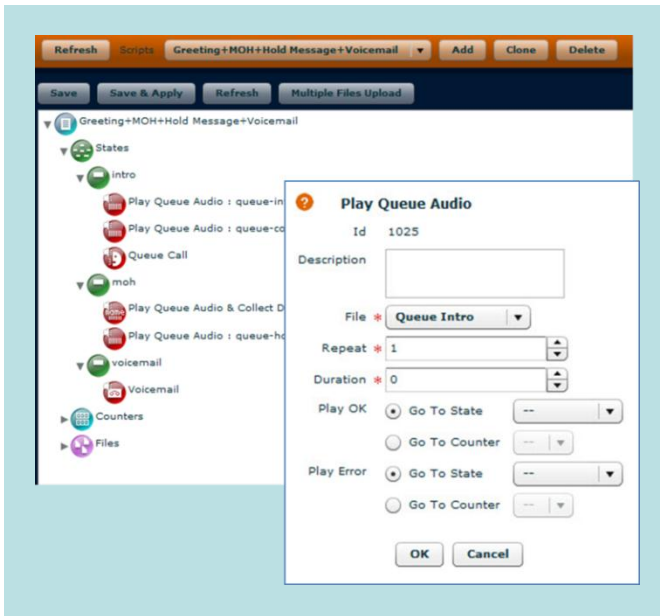 Refresh Scripts Greeting+MOH+Hold Message+Voicemail Add Clone Delete
Save Save & Apply Refresh Multiple Files Upload
Greeting+MOH+Hold Message+Voicemail
States
intro
Play Queue Audio : queue-in
Play Queue Audio : queue-co
Queue Call
moh
Play Queue Audio & Collect D
Play Queue Audio : queue-ho
voicemail
Voicemail
Counters
Files
? Play Queue Audio
Id 1025
Description
File * Queue Intro
Repeat * 1
Duration * 0
Play OK Go To State --
Go To Counter --
Play Error Go To State --
Go To Counter --
OK Cancel